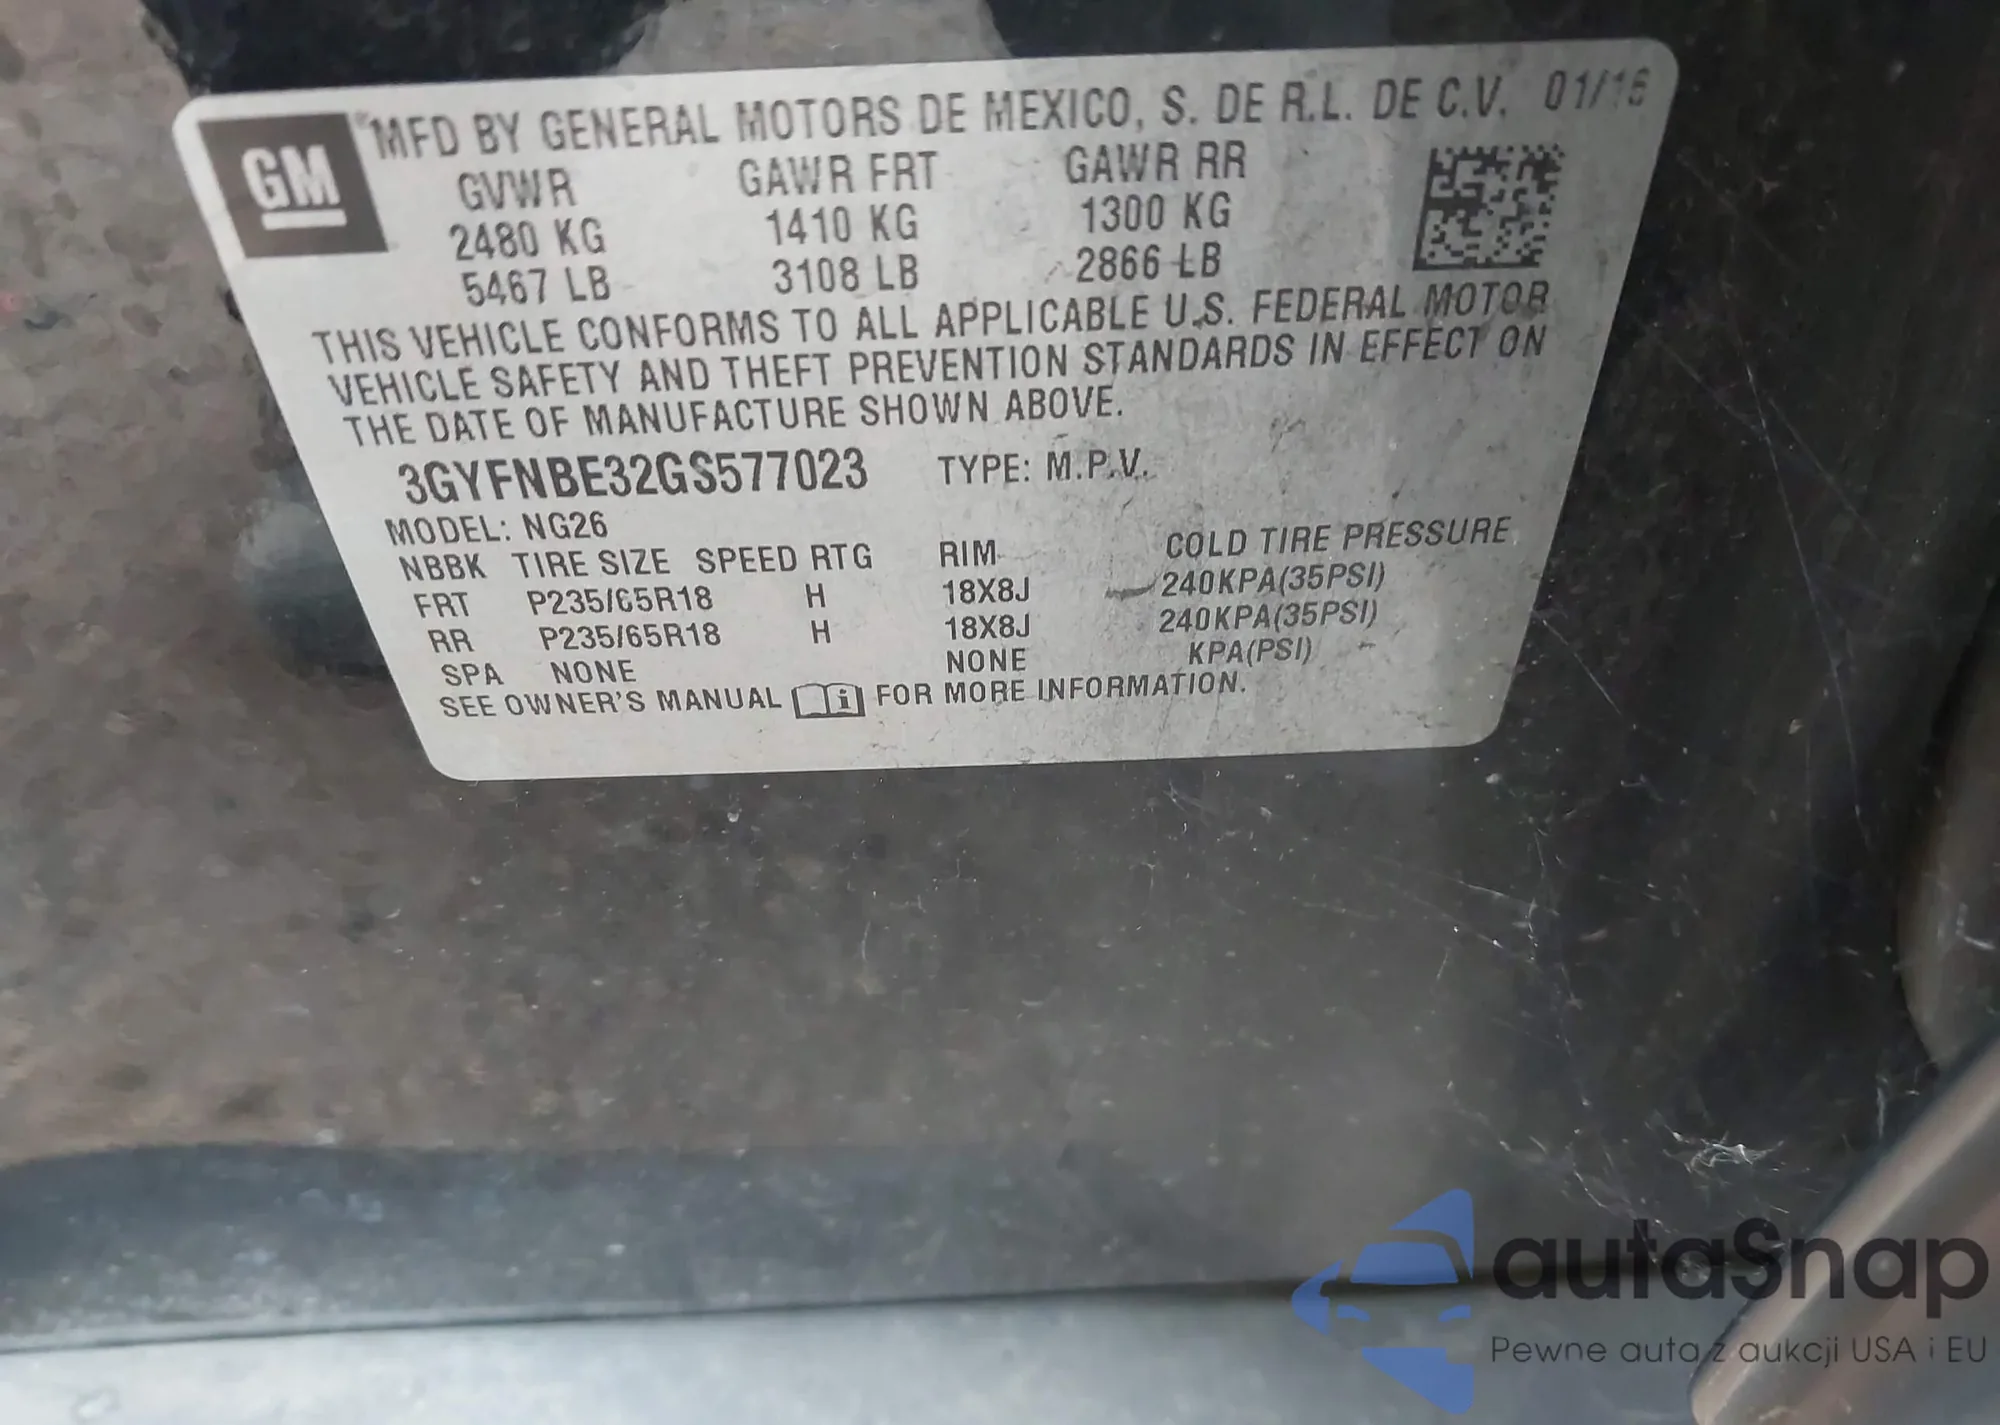 GM
MFD BY GENERAL MOTORS DE MEXICO, S. DE R.L. DE C.V. 01/16
GVWR GAWR FRT GAWR RR
2480 KG 1410 KG 1300 KG
5467 LB 3108 LB 2866 LB
THIS VEHICLE CONFORMS TO ALL APPLICABLE U.S. FEDERAL MOTOR
VEHICLE SAFETY AND THEFT PREVENTION STANDARDS IN EFFECT ON
THE DATE OF MANUFACTURE SHOWN ABOVE.
3GYFNBE32GS577023 TYPE: M.P.V.
MODEL: NG26
NBBK TIRE SIZE SPEED RTG RIM COLD TIRE PRESSURE
FRT P235/65R18 H 18X8J 240KPA(35PSI)
RR P235/65R18 H 18X8J 240KPA(35PSI)
SPA NONE NONE KPA(PSI)
SEE OWNER'S MANUAL i FOR MORE INFORMATION.
autaSnap
Pewne auta z aukcji USA i EU